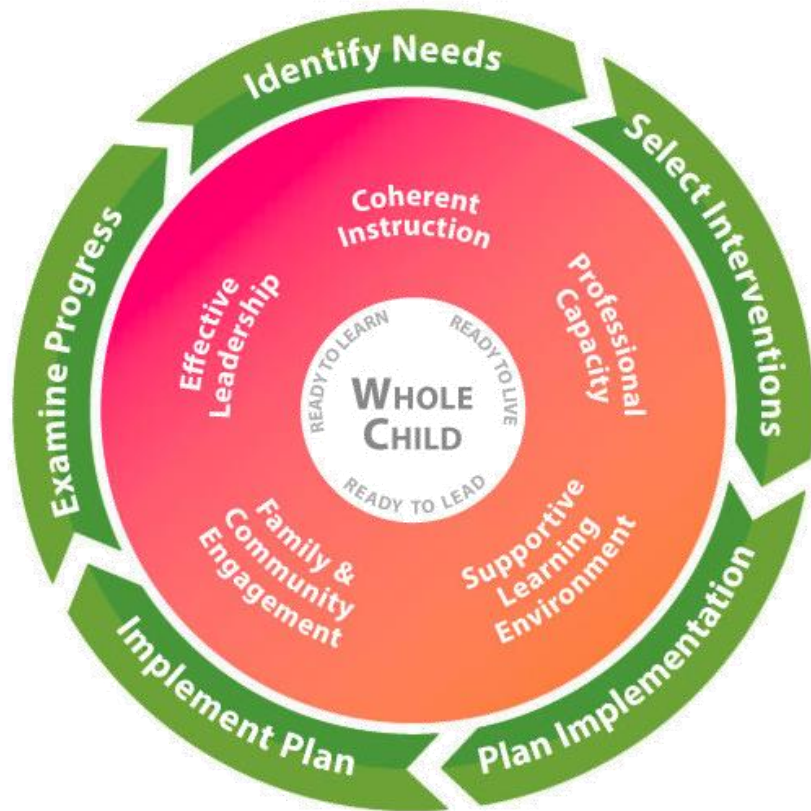 Identify Needs
Select Interventions
Plan Implementation
Implement Plan
Examine Progress
Coherent
Instruction
Professional
Capacity
Supportive
Learning
Environment
Family &
Community
Engagement
Effective
Leadership
READY TO LEARN
READY TO LIVE
READY TO LEAD
WHOLE
CHILD